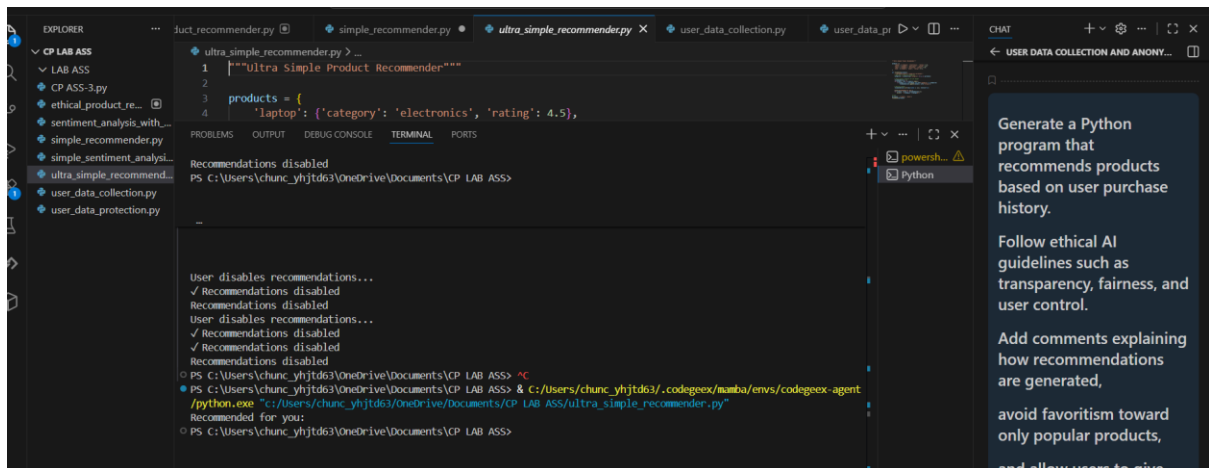 EXPLORER
CP LAB ASS
LAB ASS
CP ASS-3.py
ethical_product_re...
sentiment_analysis_with_...
simple_recommender.py
simple_sentiment_analysi...
ultra_simple_recommend...
user_data_collection.py
user_data_protection.py
duct_recommender.py
simple_recommender.py
ultra_simple_recommender.py
user_data_collection.py
user_data_pr
ultra_simple_recommender.py > ...
1 """Ultra Simple Product Recommender"""
2
3 products = {
4 'laptop': {'category': 'electronics', 'rating': 4.5},
PROBLEMS OUTPUT DEBUG CONSOLE TERMINAL PORTS
Recommendations disabled
PS C:\Users\chunc_yhjtd63\OneDrive\Documents\CP LAB ASS>
...
User disables recommendations...
✓ Recommendations disabled
Recommendations disabled
User disables recommendations...
✓ Recommendations disabled
✓ Recommendations disabled
Recommendations disabled
PS C:\Users\chunc_yhjtd63\OneDrive\Documents\CP LAB ASS> ^C
PS C:\Users\chunc_yhjtd63\OneDrive\Documents\CP LAB ASS> & C:/Users/chunc_yhjtd63/.codegeex/mamba/envs/codegeex-agent
/python.exe "c:/Users/chunc_yhjtd63/OneDrive/Documents/CP LAB ASS/ultra_simple_recommender.py"
Recommended for you:
PS C:\Users\chunc_yhjtd63\OneDrive\Documents\CP LAB ASS>
powersh...
Python
CHAT
USER DATA COLLECTION AND ANONY...
Generate a Python
program that
recommends products
based on user purchase
history.
Follow ethical AI
guidelines such as
transparency, fairness, and
user control.
Add comments explaining
how recommendations
are generated,
avoid favoritism toward
only popular products,
and allow users to give